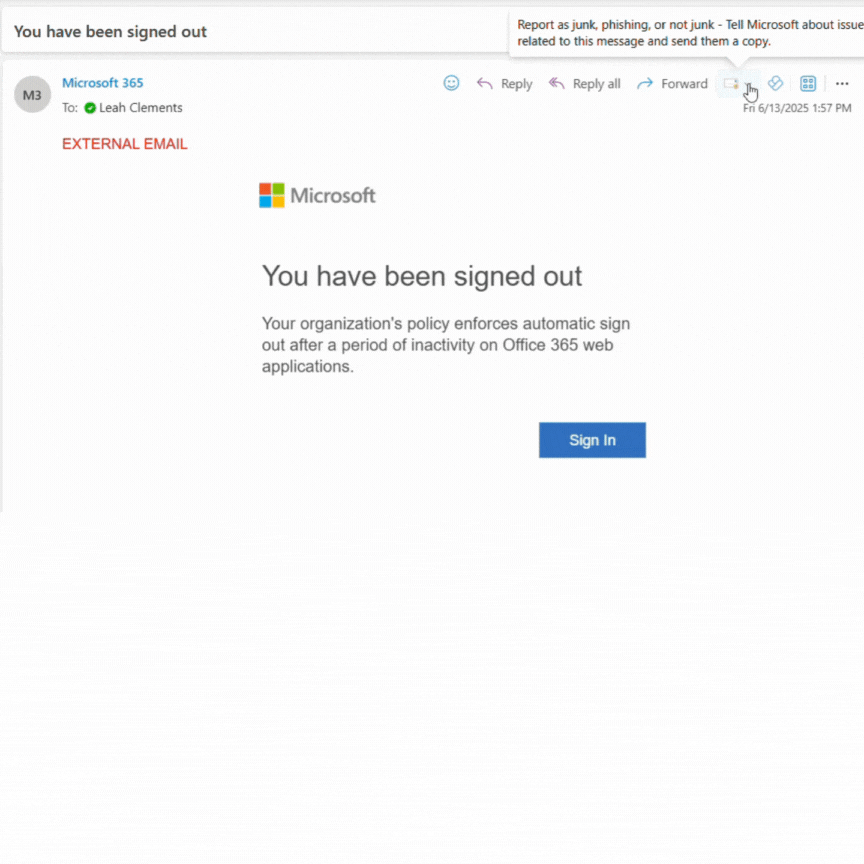 Report as junk, phishing, or not junk - Tell Microsoft about issue
related to this message and send them a copy.
You have been signed out
M3
Microsoft 365
To: Leah Clements
Reply
Reply all
Forward
Fri 6/13/2025 1:57 PM
EXTERNAL EMAIL
Microsoft
You have been signed out
Your organization's policy enforces automatic sign
out after a period of inactivity on Office 365 web
applications.
Sign In